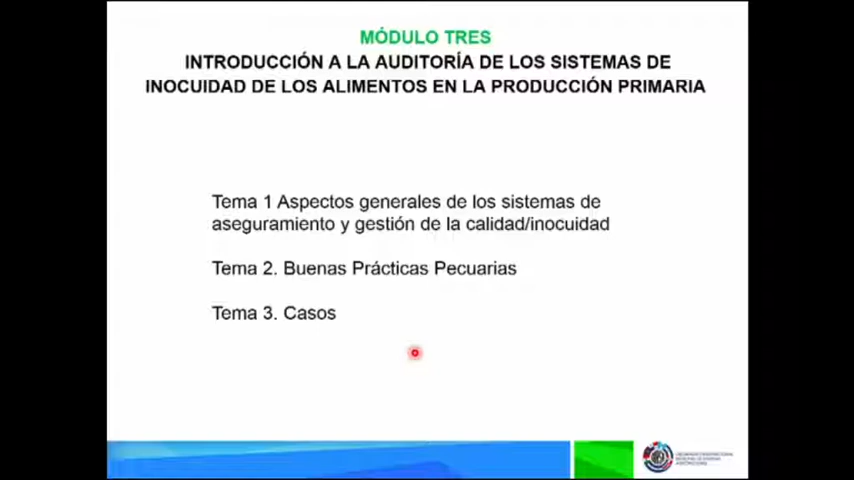 MÓDULO TRES
INTRODUCCIÓN A LA AUDITORÍA DE LOS SISTEMAS DE
INOCUIDAD DE LOS ALIMENTOS EN LA PRODUCCIÓN PRIMARIA
Tema 1 Aspectos generales de los sistemas de
aseguramiento y gestión de la calidad/inocuidad
Tema 2. Buenas Prácticas Pecuarias
Tema 3. Casos